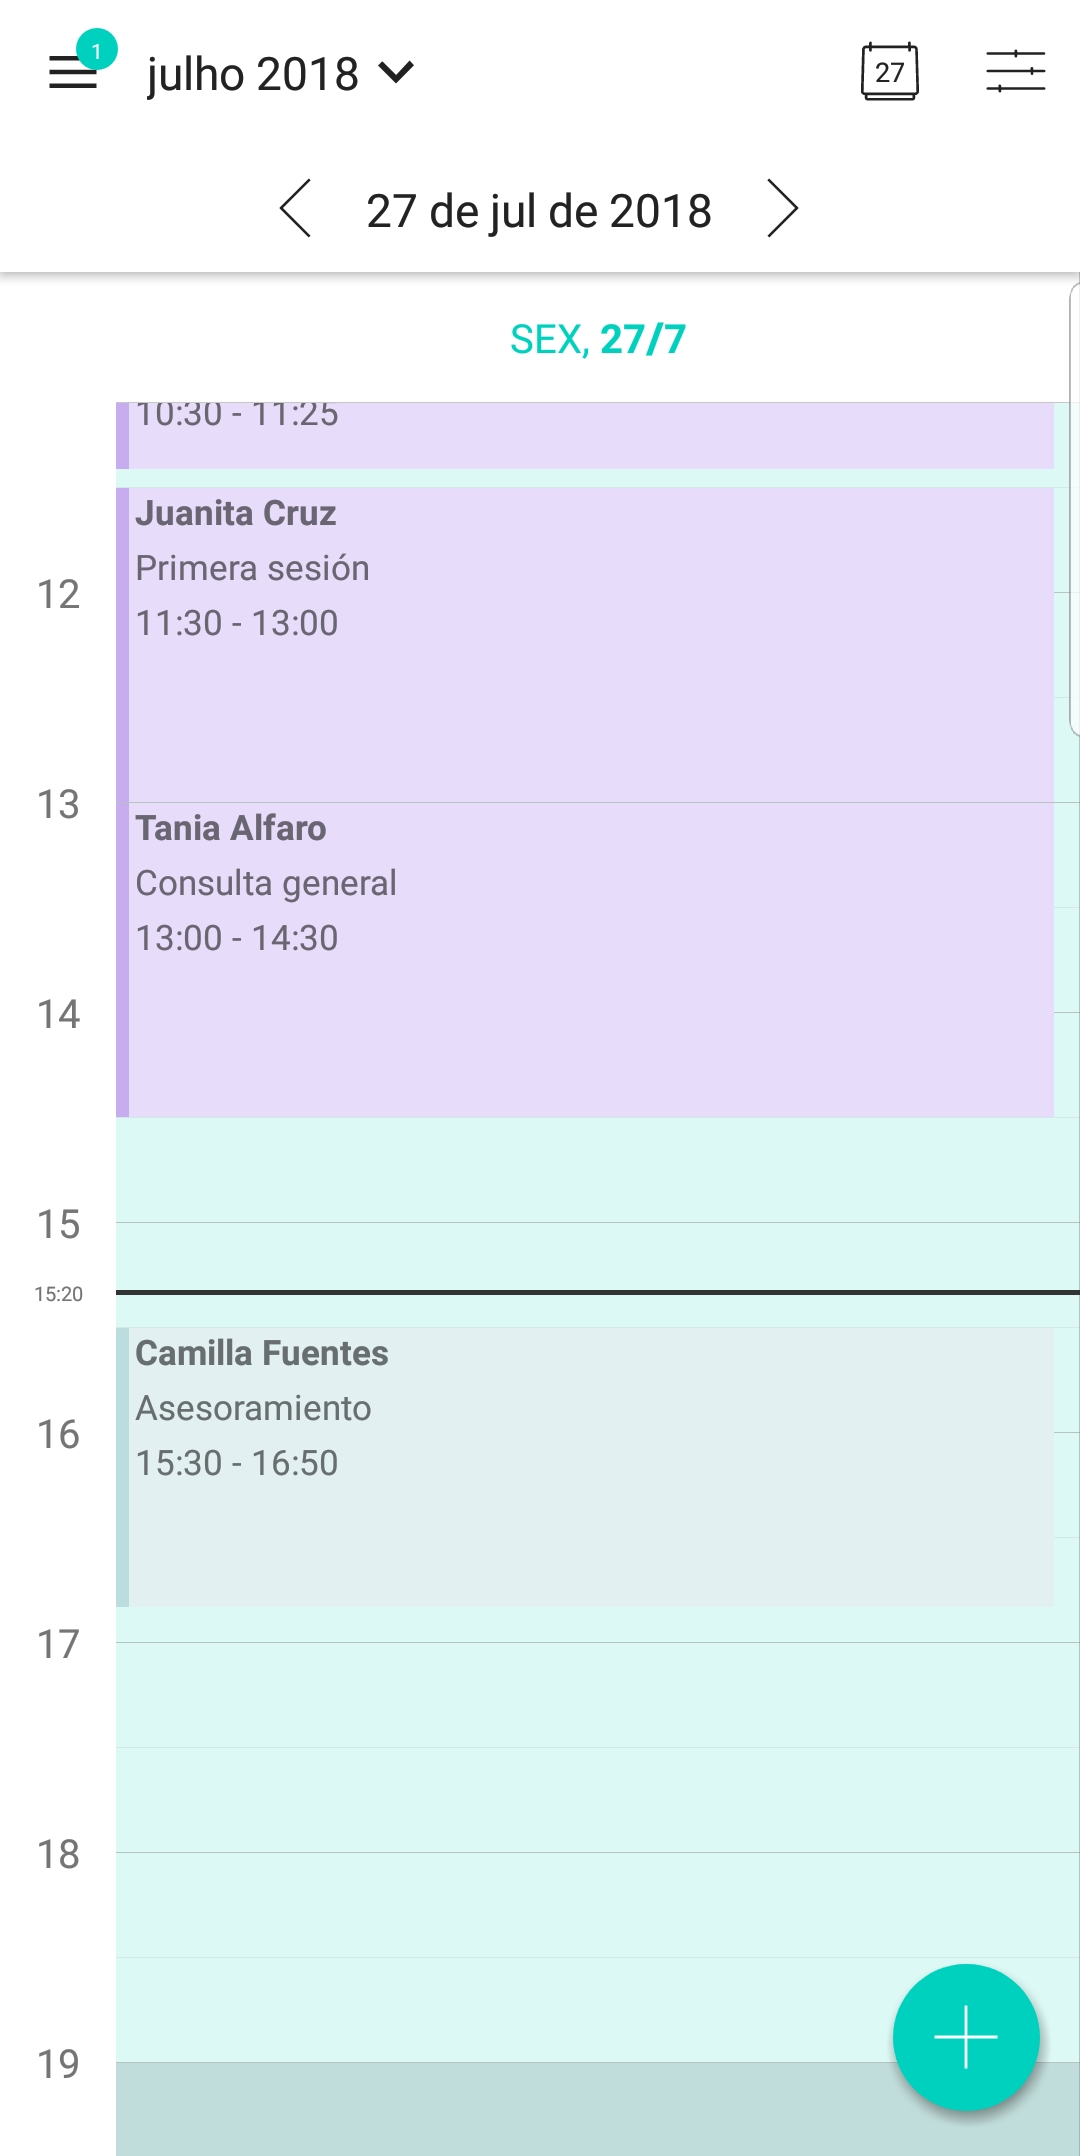 1
julho 2018
27
27 de jul de 2018
SEX, 27/7
10:30 - 11:25
Juanita Cruz
Primera sesión
12
11:30 - 13:00
13
Tania Alfaro
Consulta general
13:00 - 14:30
14
15
15:20
Camilla Fuentes
Asesoramiento
16
15:30 - 16:50
17
18
19